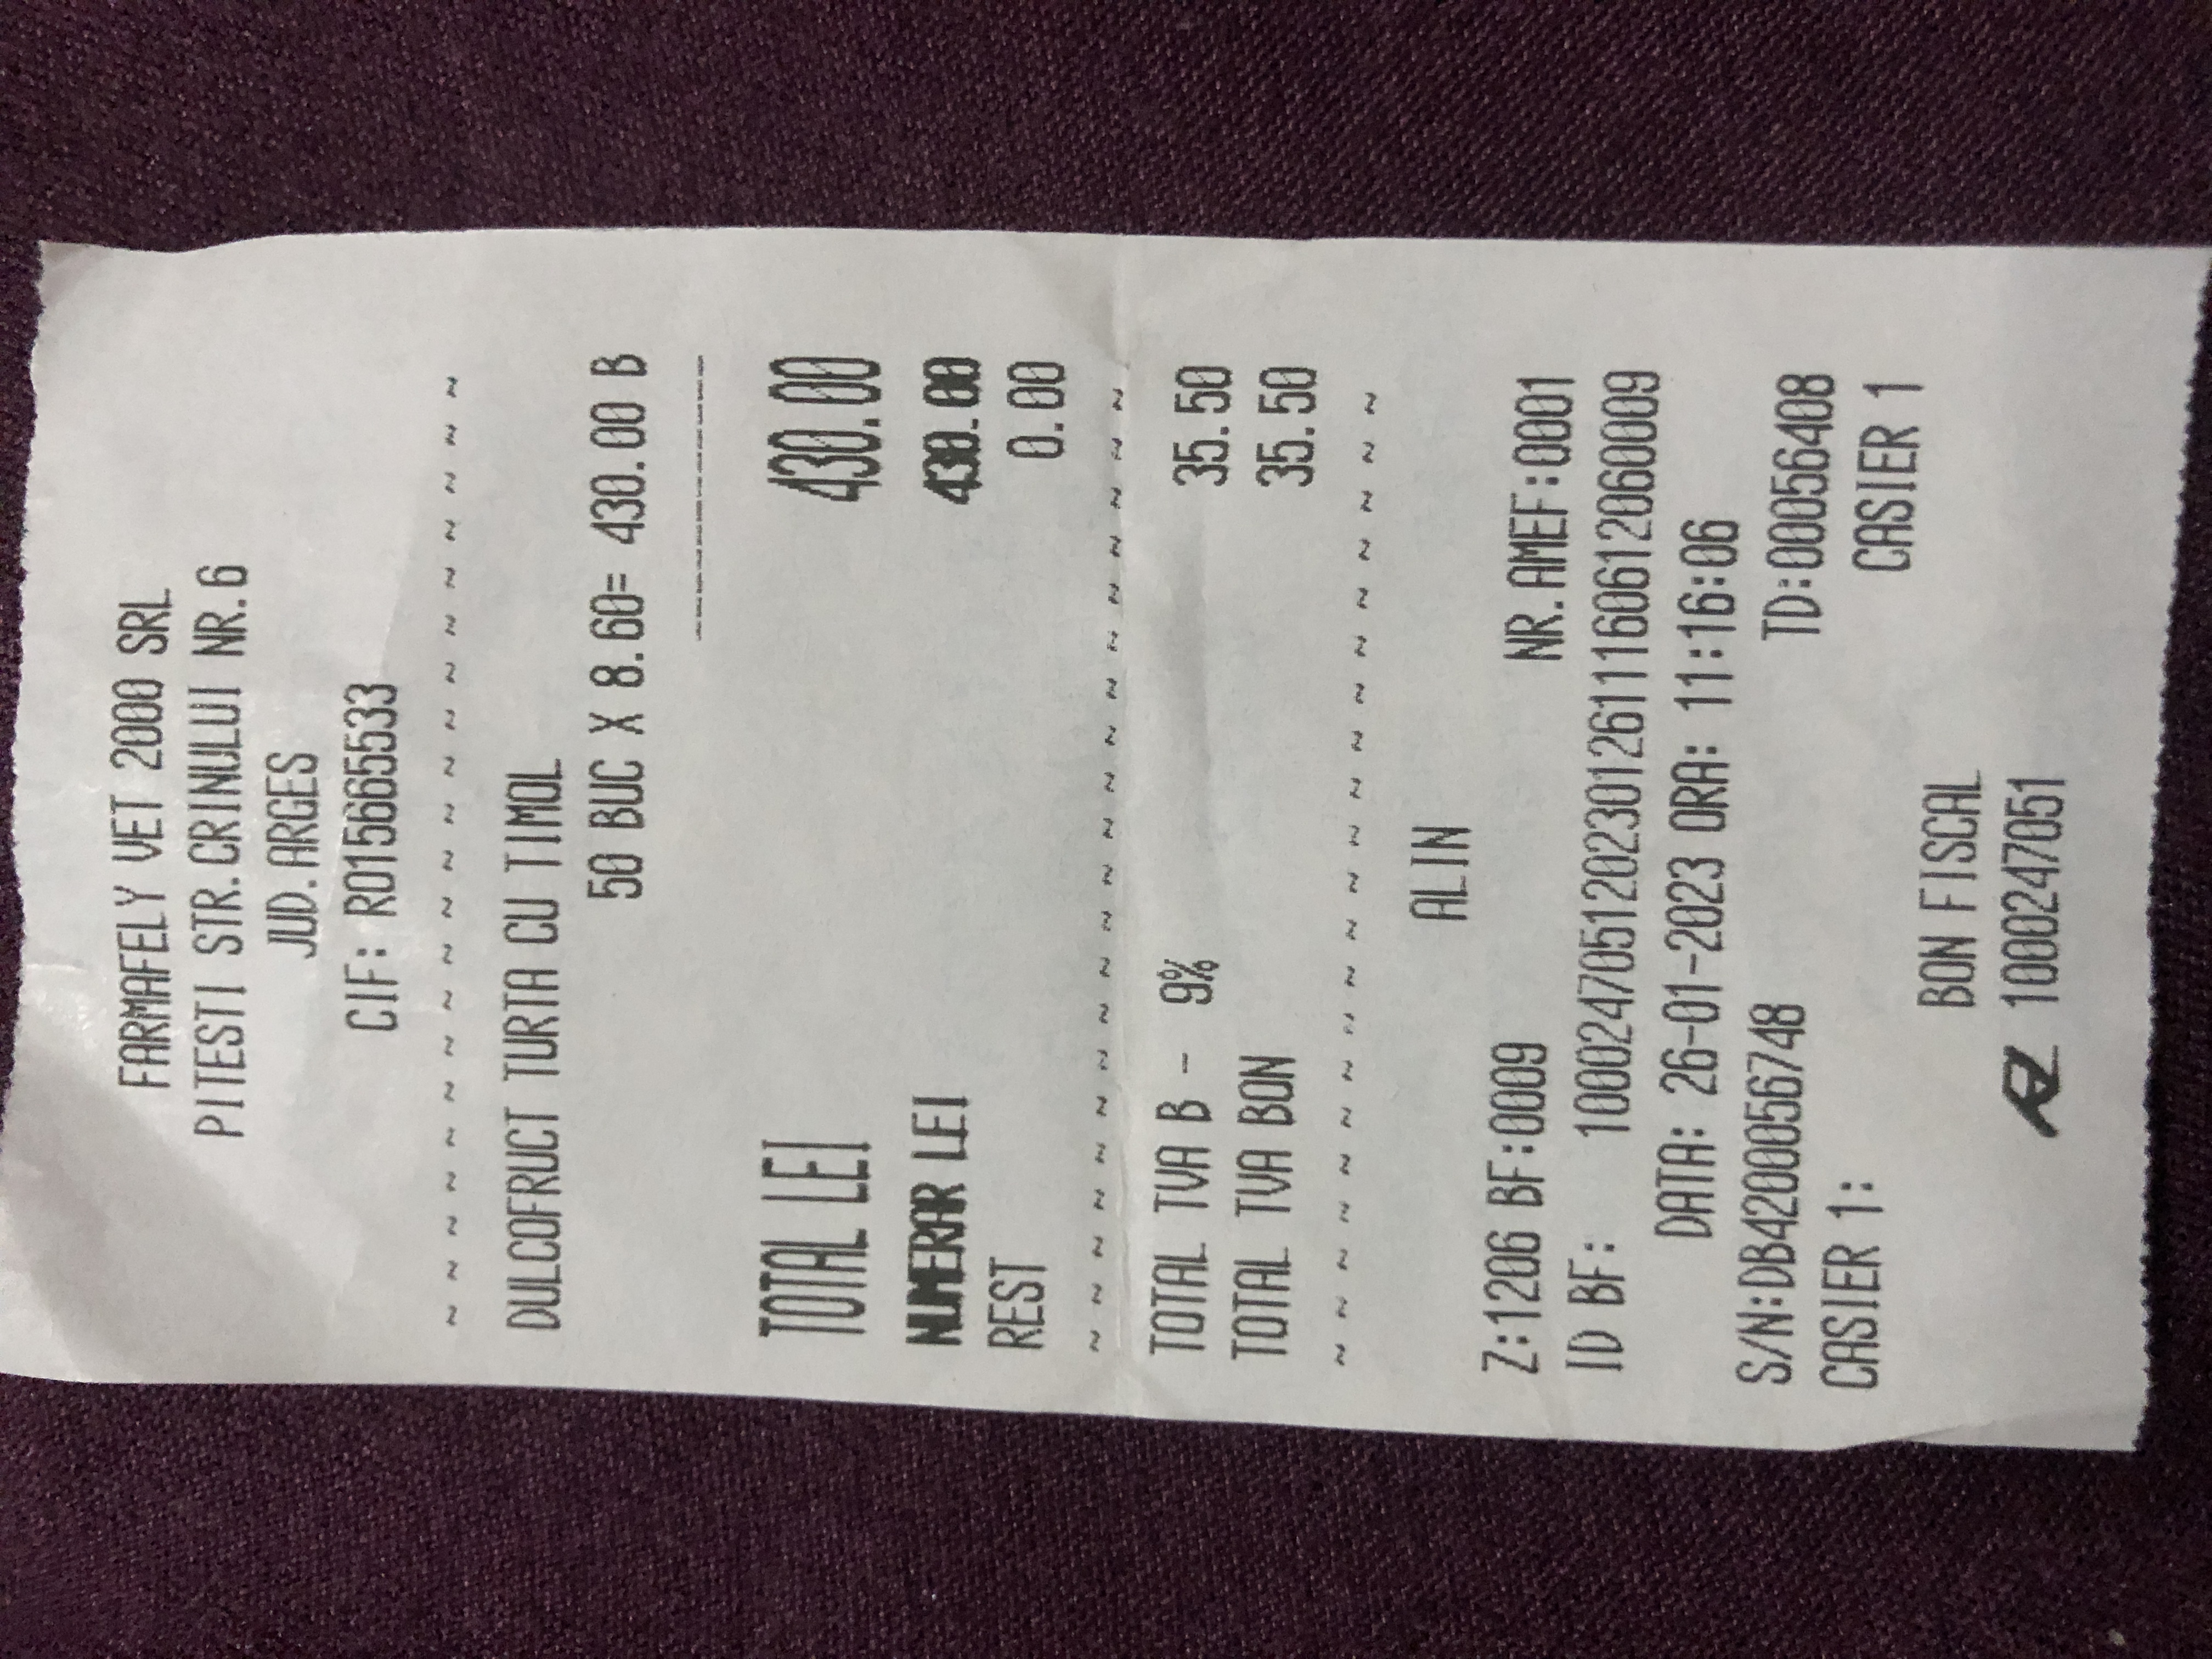 FARMAFELY VET 2000 SRL
PITESTI STR.CRINULUI NR.6
JUD.ARGES
CIF: RO15665533
~ ~ ~ ~ ~ ~ ~ ~ ~ ~ ~ ~ ~ ~ ~ ~ ~ ~ ~ ~
DULCOFRUCT TURTA CU TIMOL
50 BUC X 8.60= 430.00 B
TOTAL LEI 430.00
NUMERAR LEI 430.00
REST 0.00
~ ~ ~ ~ ~ ~ ~ ~ ~ ~ ~ ~ ~ ~ ~ ~ ~ ~ ~ ~ ~
TOTAL TVA B - 9% 35.50
TOTAL TVA BON 35.50
~ ~ ~ ~ ~ ~ ~ ~ ~ ~ ~ ~ ~ ~ ~ ~ ~ ~ ~ ~ ~
ALIN
Z:1206 BF:0009 NR.AMEF:0001
ID BF: 10002470512023012611160612060009
DATA: 26-01-2023 ORA: 11:16:06
S/N:DB4200056748 TD:00056408
CASIER 1: CASIER 1
BON FISCAL
1000247051